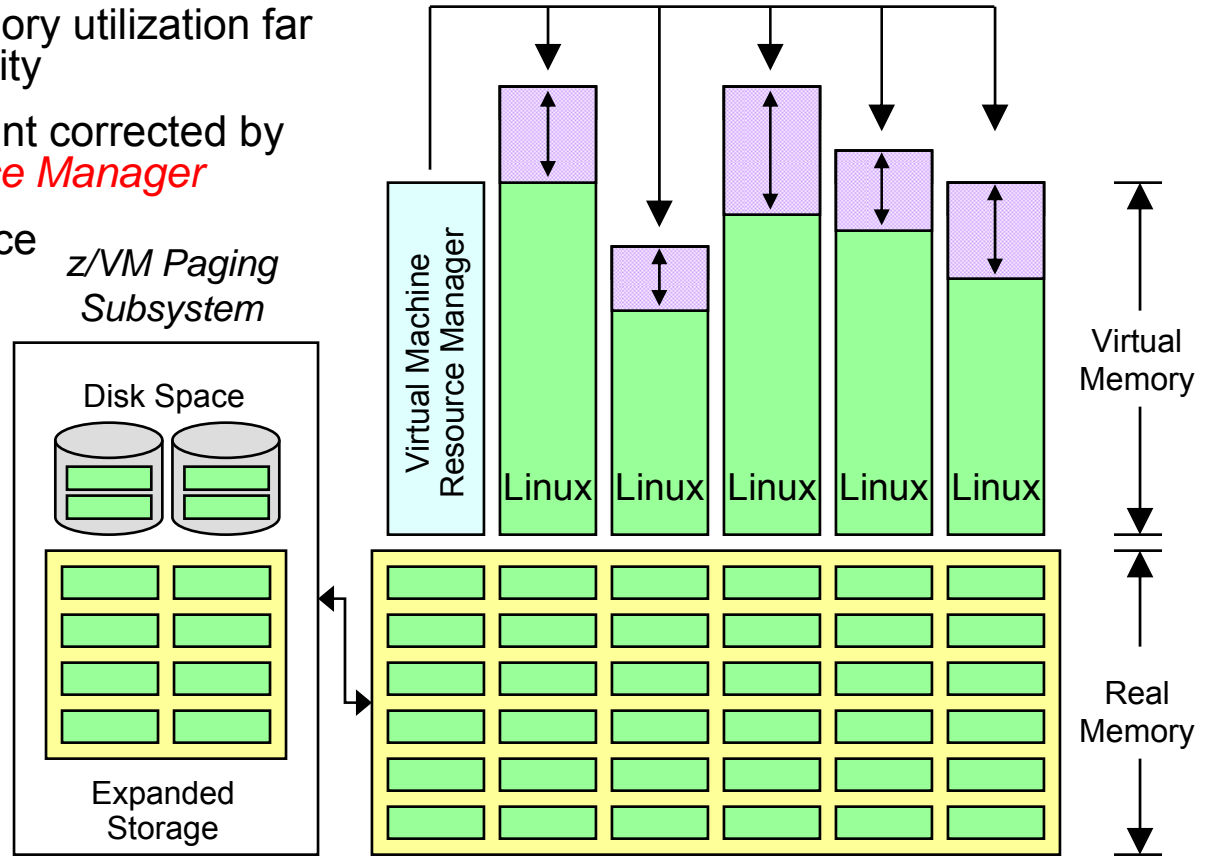 ory utilization far
ity
nt corrected by
e Manager
ce
z/VM Paging
Subsystem
Disk Space
Expanded
Storage
Virtual Machine
Resource Manager
Linux
Linux
Linux
Linux
Linux
Virtual
Memory
Real
Memory